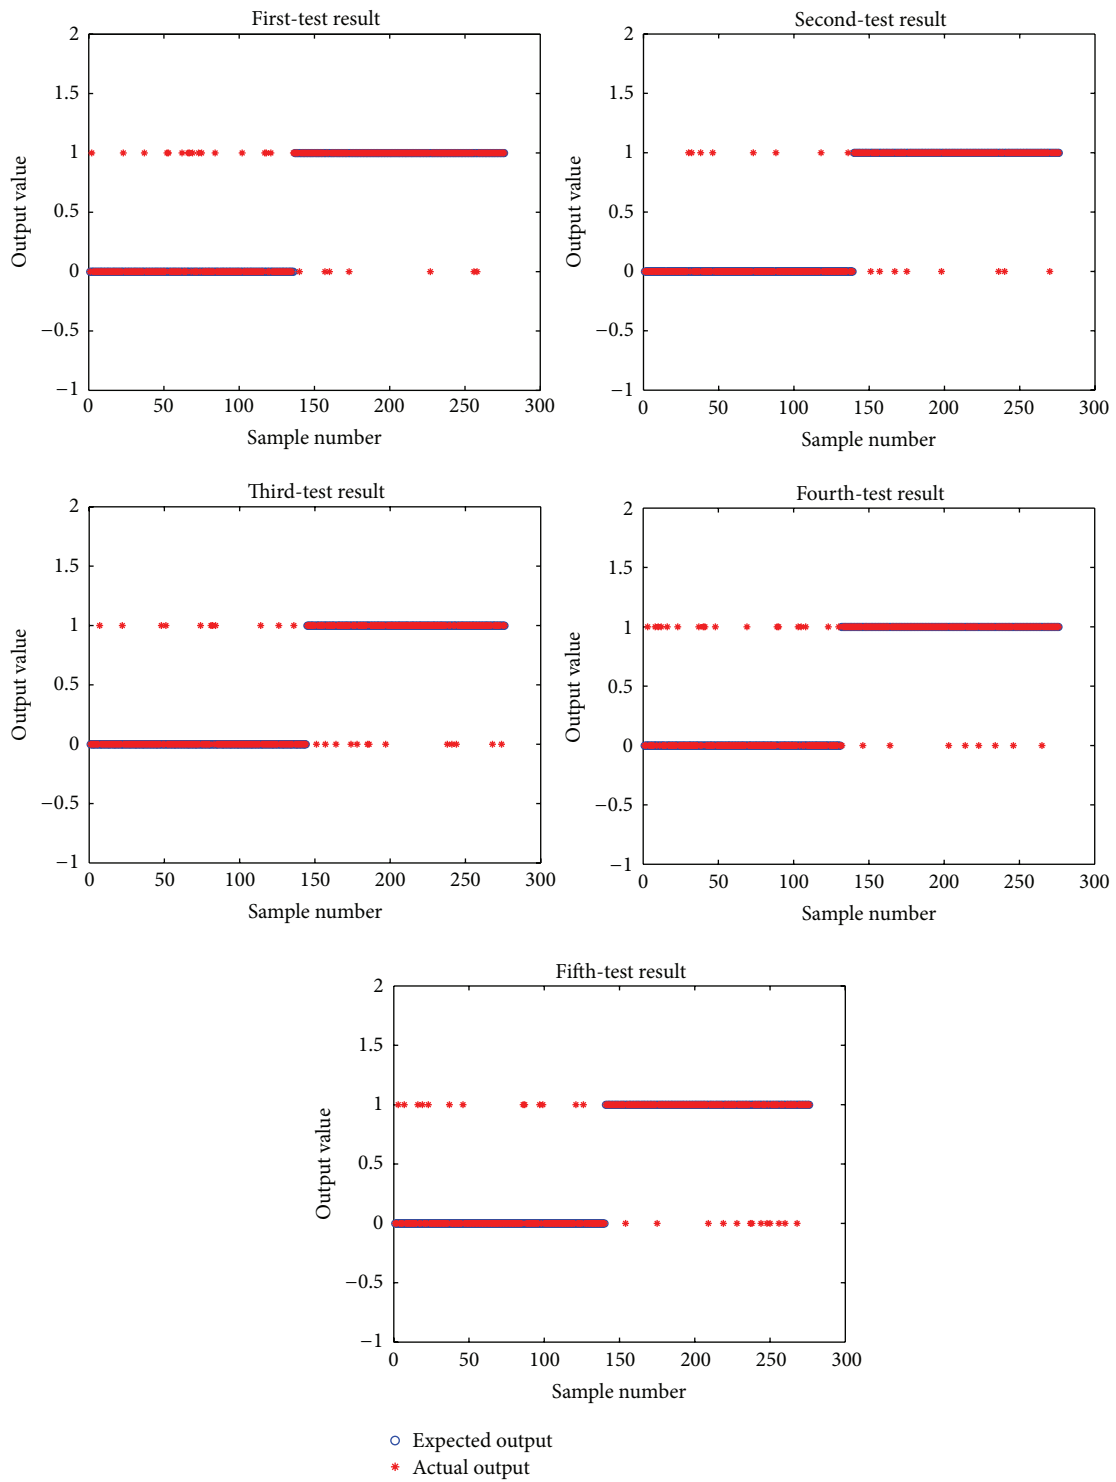 First-test result
2
1.5
1
0.5
0
−0.5
−1
0 50 100 150 200 250 300
Output value
Sample number
Second-test result
2
1.5
1
0.5
0
−0.5
−1
0 50 100 150 200 250 300
Output value
Sample number
Third-test result
2
1.5
1
0.5
0
−0.5
−1
0 50 100 150 200 250 300
Output value
Sample number
Fourth-test result
2
1.5
1
0.5
0
−0.5
−1
0 50 100 150 200 250 300
Output value
Sample number
Fifth-test result
2
1.5
1
0.5
0
−0.5
−1
0 50 100 150 200 250 300
Output value
Sample number
Expected output
Actual output